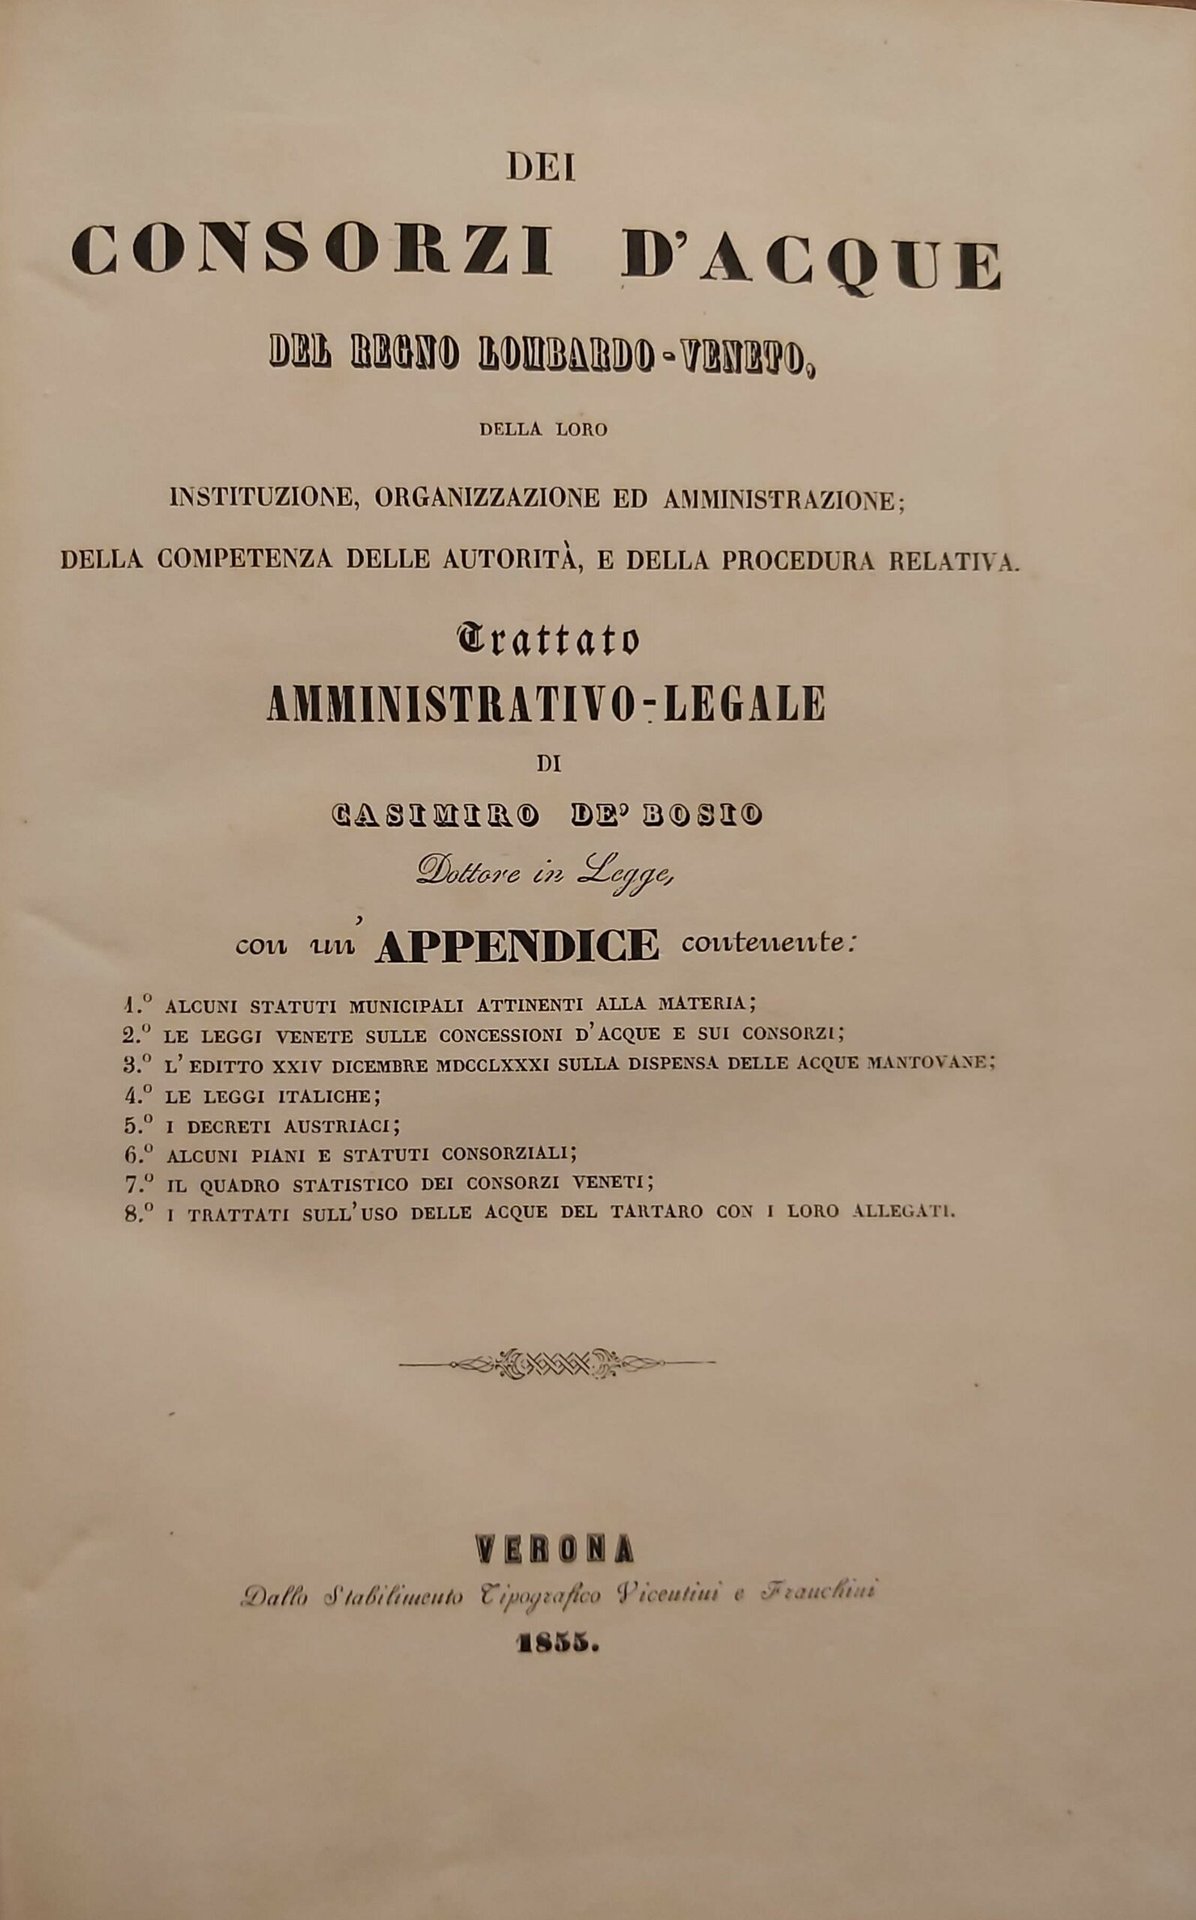 DEI
CONSORZI D'ACQUE
DEL REGNO LOMBARDO-VENETO,
DELLA LORO
INSTITUZIONE, ORGANIZZAZIONE ED AMMINISTRAZIONE;
DELLA COMPETENZA DELLE AUTORITÀ, E DELLA PROCEDURA RELATIVA.
Trattato
AMMINISTRATIVO-LEGALE
DI
CASIMIRO DE' BOSIO
Dottore in Legge,
con un' APPENDICE contenente:
1.º ALCUNI STATUTI MUNICIPALI ATTINENTI ALLA MATERIA;
2.º LE LEGGI VENETE SULLE CONCESSIONI D'ACQUE E SUI CONSORZI;
3.º L'EDITTO XXIV DICEMBRE MDCCLXXXI SULLA DISPENSA DELLE ACQUE MANTOVANE;
4.º LE LEGGI ITALICHE;
5.º I DECRETI AUSTRIACI;
6.º ALCUNI PIANI E STATUTI CONSORZIALI;
7.º IL QUADRO STATISTICO DEI CONSORZI VENETI;
8.º I TRATTATI SULL'USO DELLE ACQUE DEL TARTARO CON I LORO ALLEGATI.
VERONA
Dallo Stabilimento Tipografico Vicentini e Franchini
1855.